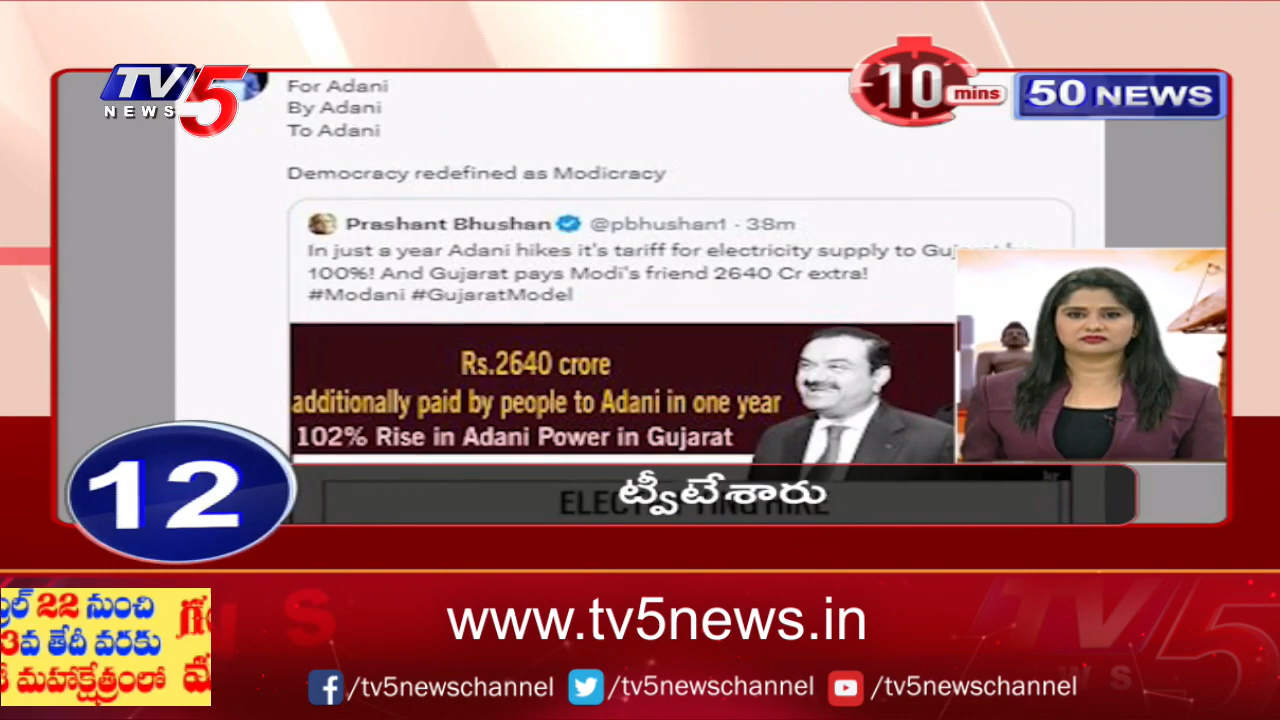 TV5
NEWS
10
mins
50 NEWS
For Adani
By Adani
To Adani
Democracy redefined as Modicracy
Prashant Bhushan @pbhushan1 · 38m
In just a year Adani hikes it's tariff for electricity supply to
100%! And Gujarat pays Modi's friend 2640 Cr extra!
#Modani #GujaratModel
Rs.2640 crore
additionally paid by people to Adani in one year
102% Rise in Adani Power in Gujarat
12
ట్వీటేశారు
22 నుంచి
3వ తేదీ వరకు
మహాక్షేత్రంలో
www.tv5news.in
/tv5newschannel /tv5newschannel /tv5newschannel